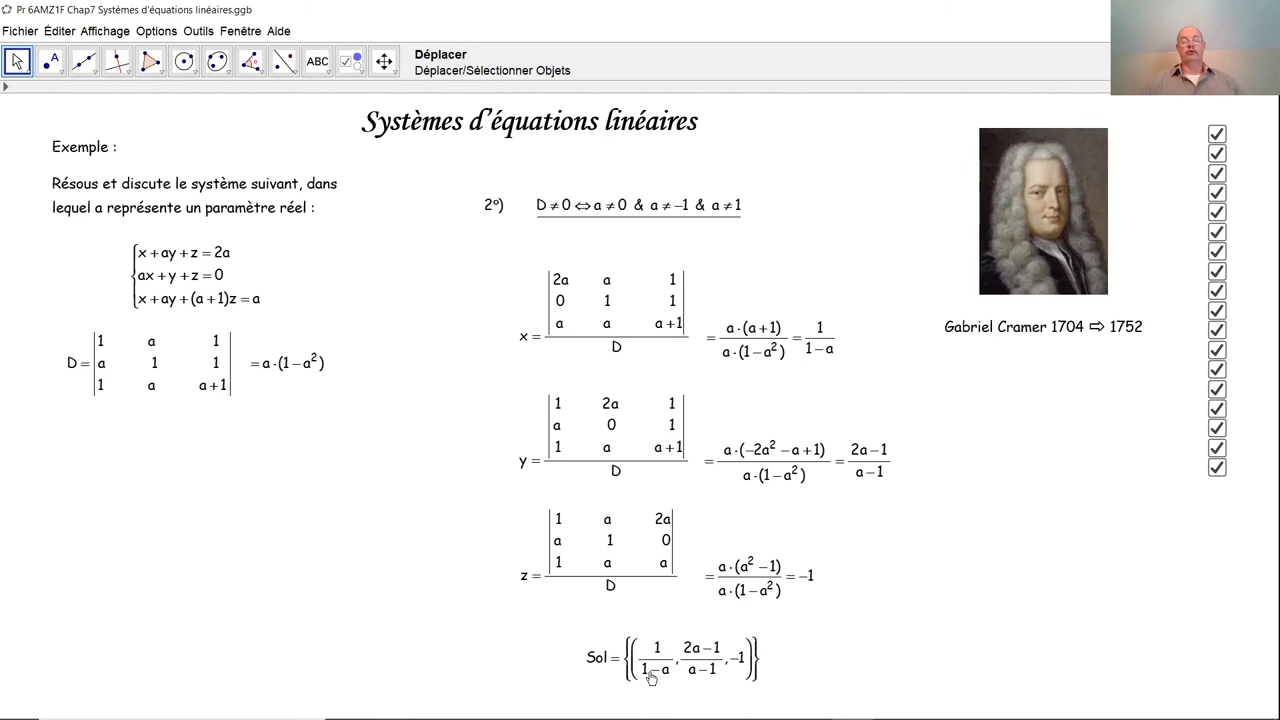 Pr 6AMZ1F Chap7 Systèmes d'équations linéaires.ggb
Fichier Éditer Affichage Options Outils Fenêtre Aide
A ABC
Déplacer
Déplacer/Sélectionner Objets
Systèmes d'équations linéaires
Exemple :
Résous et discute le système suivant, dans
lequel a représente un paramètre réel :
x + ay + z = 2a
ax + y + z = 0
x + ay + (a + 1)z = a
D = |1 a 1|
|a 1 1| = a·(1 − a²)
|1 a a + 1|
2°) D ≠ 0 ⇔ a ≠ 0 & a ≠ −1 & a ≠ 1
|2a a 1|
|0 1 1|
|a a a + 1|
x = / D = a·(a + 1) / a·(1 − a²) = 1 / 1 − a
|1 2a 1|
|a 0 1|
|1 a a + 1|
y = / D = a·(−2a² − a + 1) / a·(1 − a²) = 2a − 1 / a − 1
|1 a 2a|
|a 1 0|
|1 a a|
z = / D = a·(a² − 1) / a·(1 − a²) = −1
Sol = {(1 / 1 − a, 2a − 1 / a − 1, −1)}
Gabriel Cramer 1704 ⇨ 1752